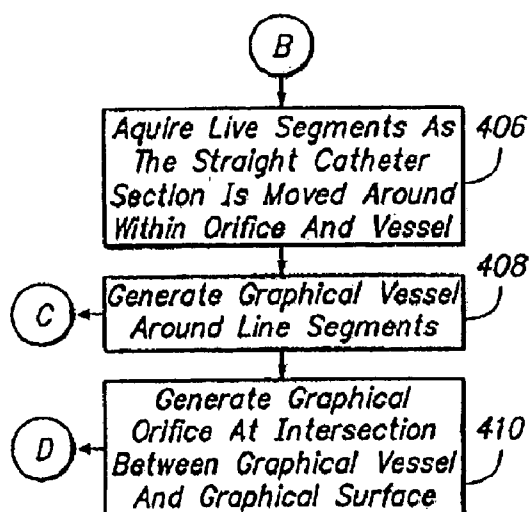 B
Aquire Live Segments As
The Straight Catheter
Section Is Moved Around
Within Orifice And Vessel
406
Generate Graphical Vessel
Around Line Segments
408
C
Generate Graphical
Orifice At Intersection
Between Graphical Vessel
And Graphical Surface
410
D